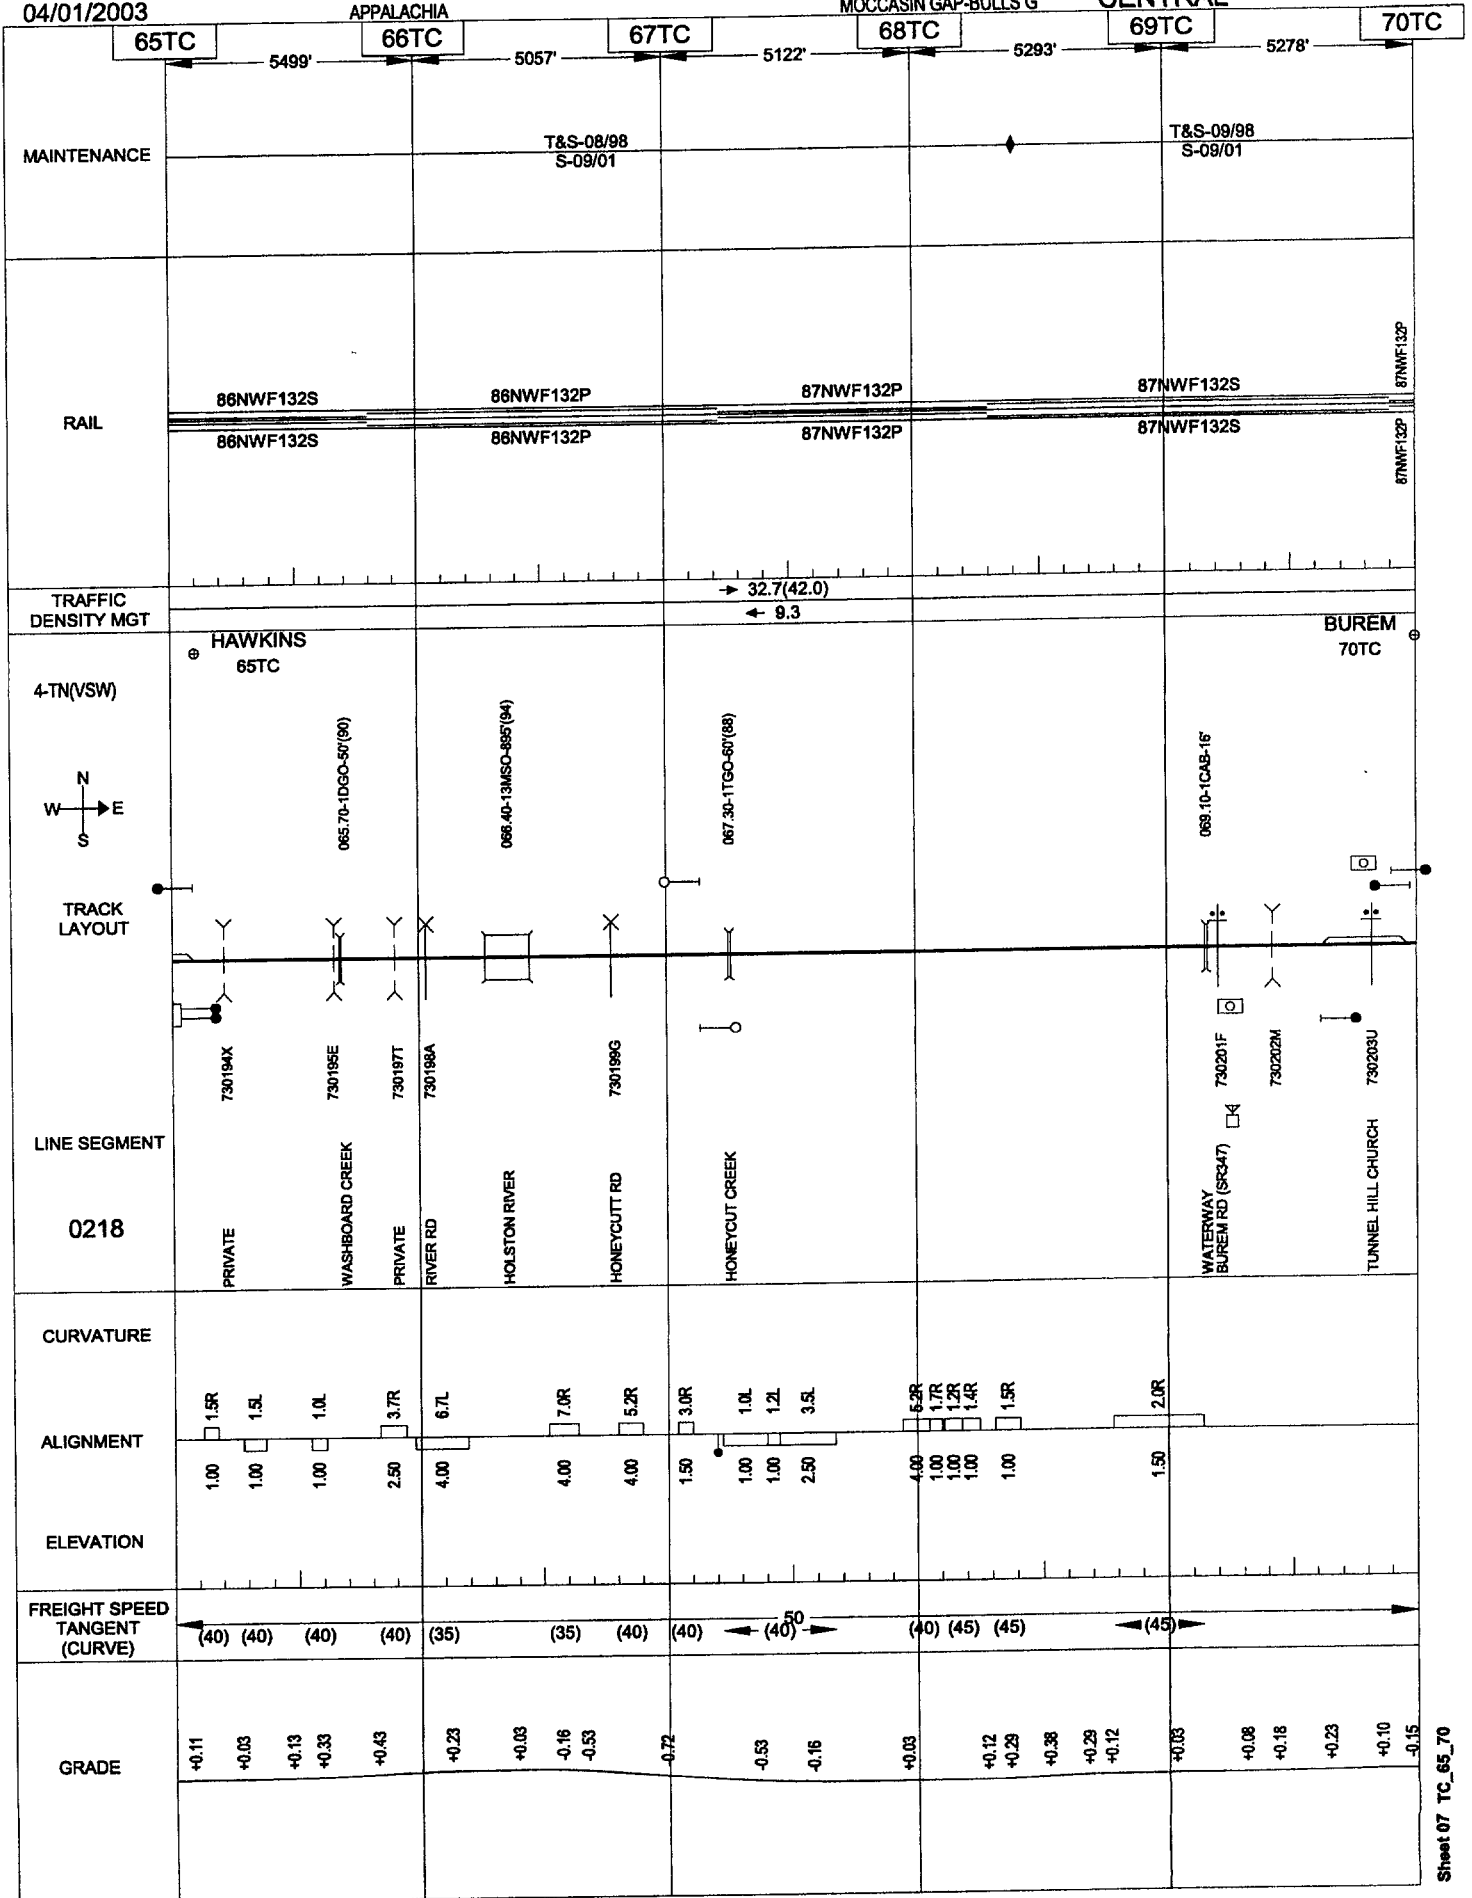 04/01/2003
APPALACHIA
MOCCASIN GAP-BULLS G
CENTRAL
65TC
66TC
67TC
68TC
69TC
70TC
5499'
5057'
5122'
5293'
5278'
MAINTENANCE
T&S-08/98
S-09/01
T&S-09/98
S-09/01
RAIL
86NWF132S
86NWF132P
87NWF132P
87NWF132S
87NWF132P
86NWF132S
86NWF132P
87NWF132P
87NWF132S
87NWF132P
TRAFFIC
DENSITY MGT
32.7(42.0)
9.3
HAWKINS
65TC
BUREM
70TC
4-TN(VSW)
N
W E
S
065.70-1DGO-50'(90)
066.40-13MSO-895'(94)
067.30-1TGO-60'(88)
069.10-1CAB-16'
TRACK
LAYOUT
730194X
730195E
730197T
730198A
730199G
730201F
730202M
730203U
LINE SEGMENT
0218
PRIVATE
WASHBOARD CREEK
PRIVATE
RIVER RD
HOLSTON RIVER
HONEYCUTT RD
HONEYCUT CREEK
WATERWAY
BUREM RD (SR347)
TUNNEL HILL CHURCH
CURVATURE
1.5R
1.5L
1.0L
3.7R
6.7L
7.0R
5.2R
3.0R
1.0L
1.2L
3.5L
5.2R
1.7R
1.2R
1.4R
1.5R
2.0R
ALIGNMENT
1.00
1.00
1.00
2.50
4.00
4.00
4.00
1.50
1.00
1.00
2.50
4.00
1.00
1.00
1.00
1.00
1.50
ELEVATION
FREIGHT SPEED
TANGENT
(CURVE)
50
(40)
(40)
(40)
(40)
(35)
(35)
(40)
(40)
(40)
(40)
(45)
(45)
(45)
GRADE
+0.11
+0.03
+0.13
+0.33
+0.43
+0.23
+0.03
-0.16
-0.53
-0.72
-0.53
-0.16
+0.03
+0.12
+0.29
+0.38
+0.29
+0.12
+0.03
+0.08
+0.18
+0.23
+0.10
-0.15
Sheet 07 TC_65_70